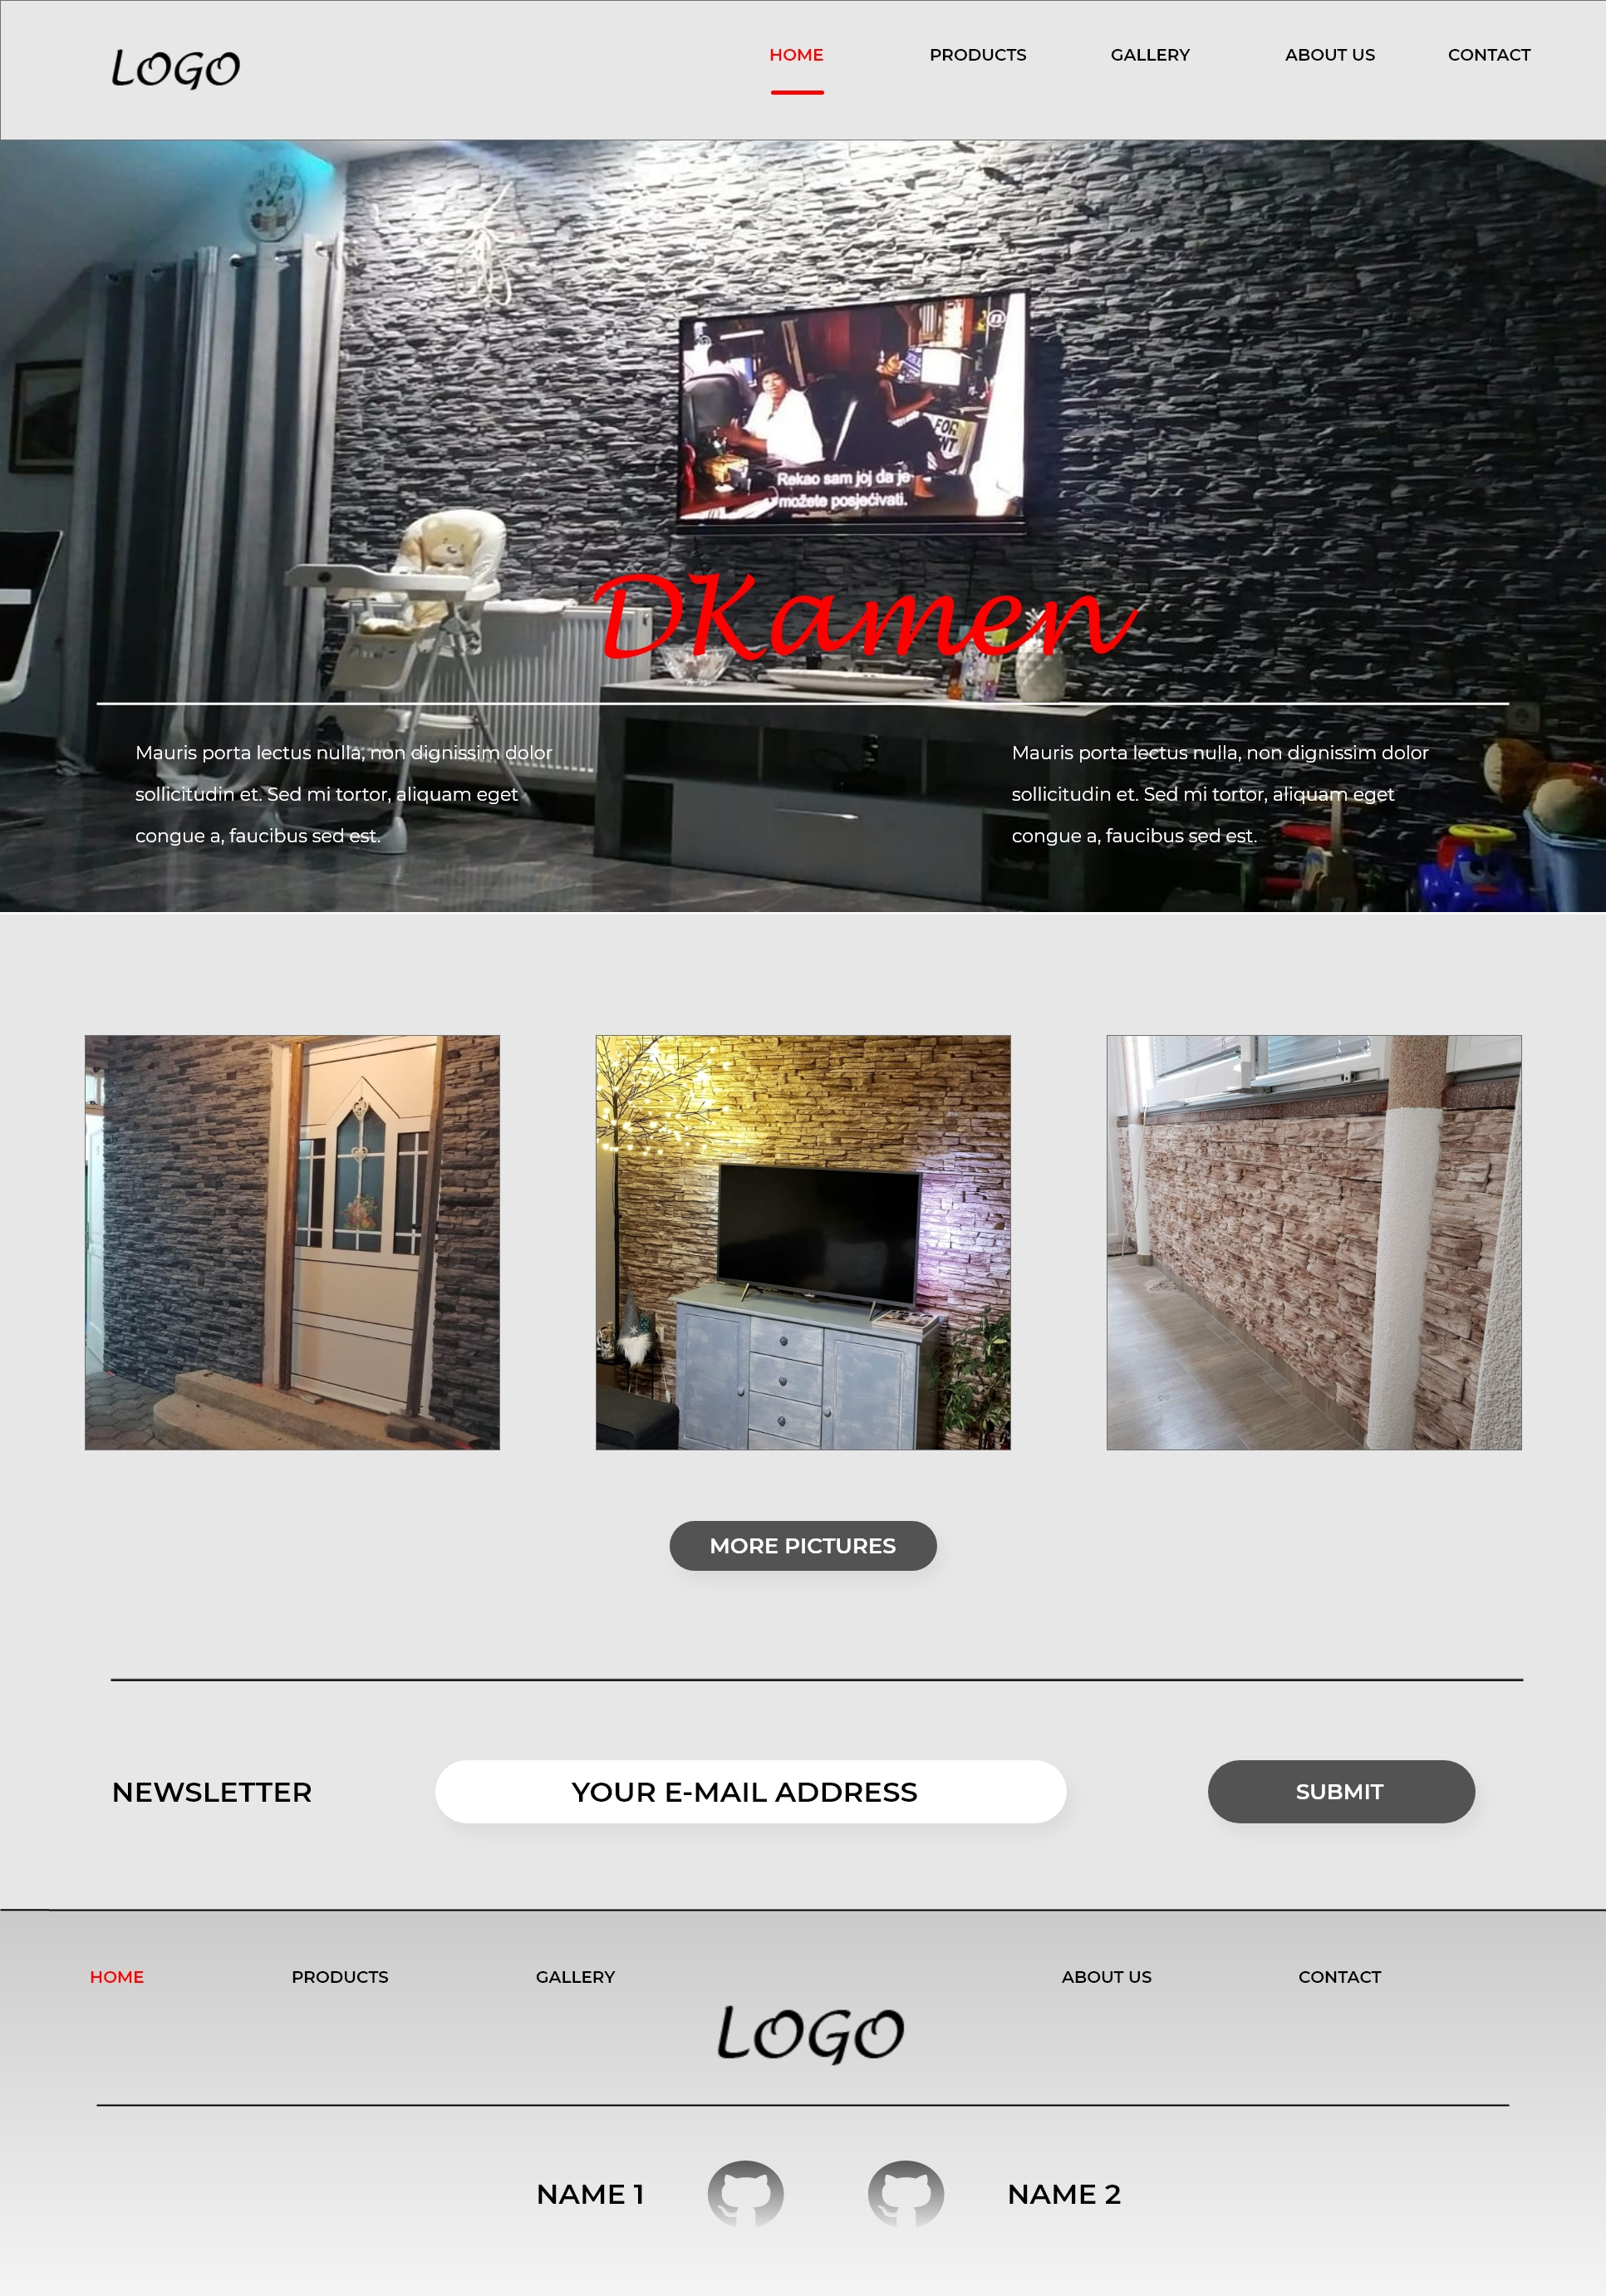 LOGO
HOME
PRODUCTS
GALLERY
ABOUT US
CONTACT
FOR
Rekao sam joj da je
možete posjećivati.
DKamen
Mauris porta lectus nulla, non dignissim dolor
sollicitudin et. Sed mi tortor, aliquam eget
congue a, faucibus sed est.
Mauris porta lectus nulla, non dignissim dolor
sollicitudin et. Sed mi tortor, aliquam eget
congue a, faucibus sed est.
MORE PICTURES
NEWSLETTER
YOUR E-MAIL ADDRESS
SUBMIT
HOME
PRODUCTS
GALLERY
ABOUT US
CONTACT
LOGO
NAME 1
NAME 2